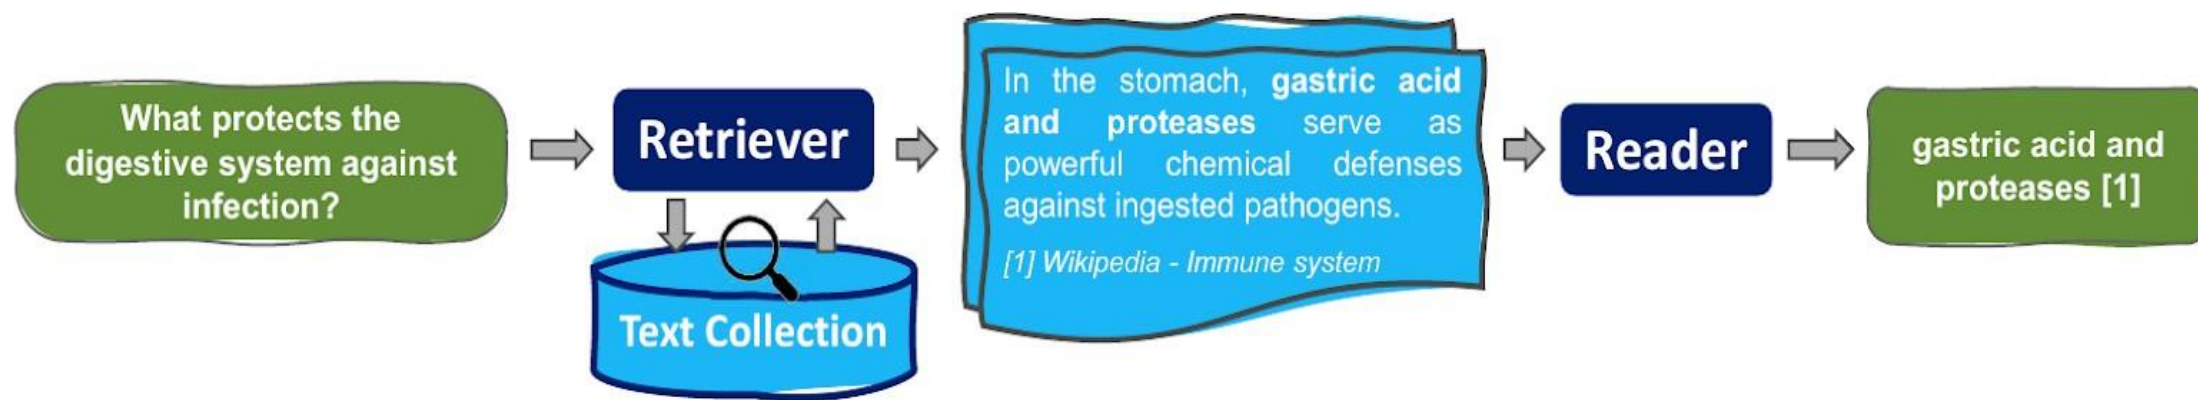 What protects the
digestive system against
infection?
Retriever
Text Collection
In the stomach, gastric acid
and proteases serve as
powerful chemical defenses
against ingested pathogens.
[1] Wikipedia - Immune system
Reader
gastric acid and
proteases [1]